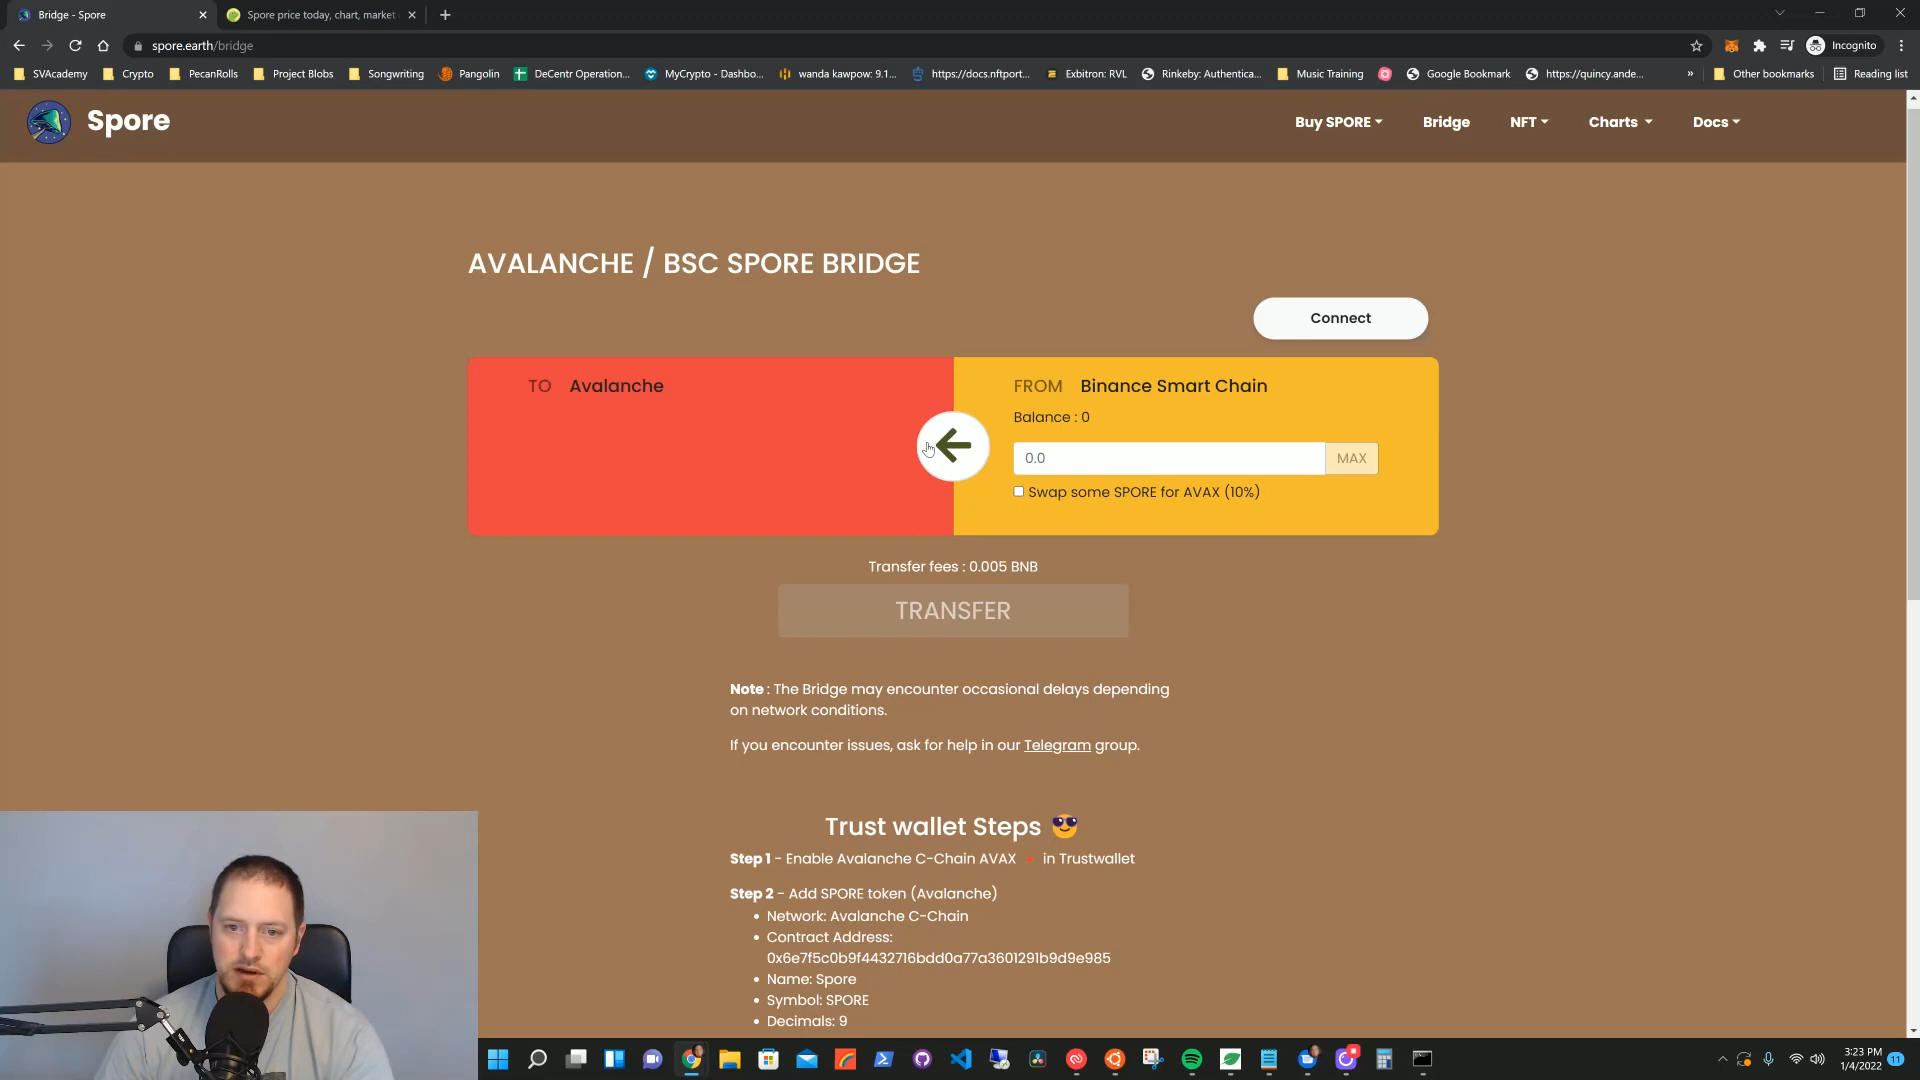 Bridge - Spore
Spore price today, chart, market
spore.earth/bridge
Incognito
SVAcademy
Crypto
PecanRolls
Project Blobs
Songwriting
Pangolin
DeCentr Operation...
MyCrypto - Dashbo...
wanda kawpow: 9.1...
https://docs.nftport...
Exbitron: RVL
Rinkeby: Authentica...
Music Training
Google Bookmark
https://quincy.ande...
»
Other bookmarks
Reading list
Spore
Buy SPORE
Bridge
NFT
Charts
Docs
AVALANCHE / BSC SPORE BRIDGE
Connect
TO Avalanche
FROM Binance Smart Chain
Balance : 0
0.0
MAX
Swap some SPORE for AVAX (10%)
Transfer fees : 0.005 BNB
TRANSFER
Note : The Bridge may encounter occasional delays depending
on network conditions.
If you encounter issues, ask for help in our Telegram group.
Trust wallet Steps 😎
Step 1 - Enable Avalanche C-Chain AVAX 🔺 in Trustwallet
Step 2 - Add SPORE token (Avalanche)
• Network: Avalanche C-Chain
• Contract Address:
0x6e7f5c0b9f4432716bdd0a77a3601291b9d9e985
• Name: Spore
• Symbol: SPORE
• Decimals: 9
3:23 PM
1/4/2022
11